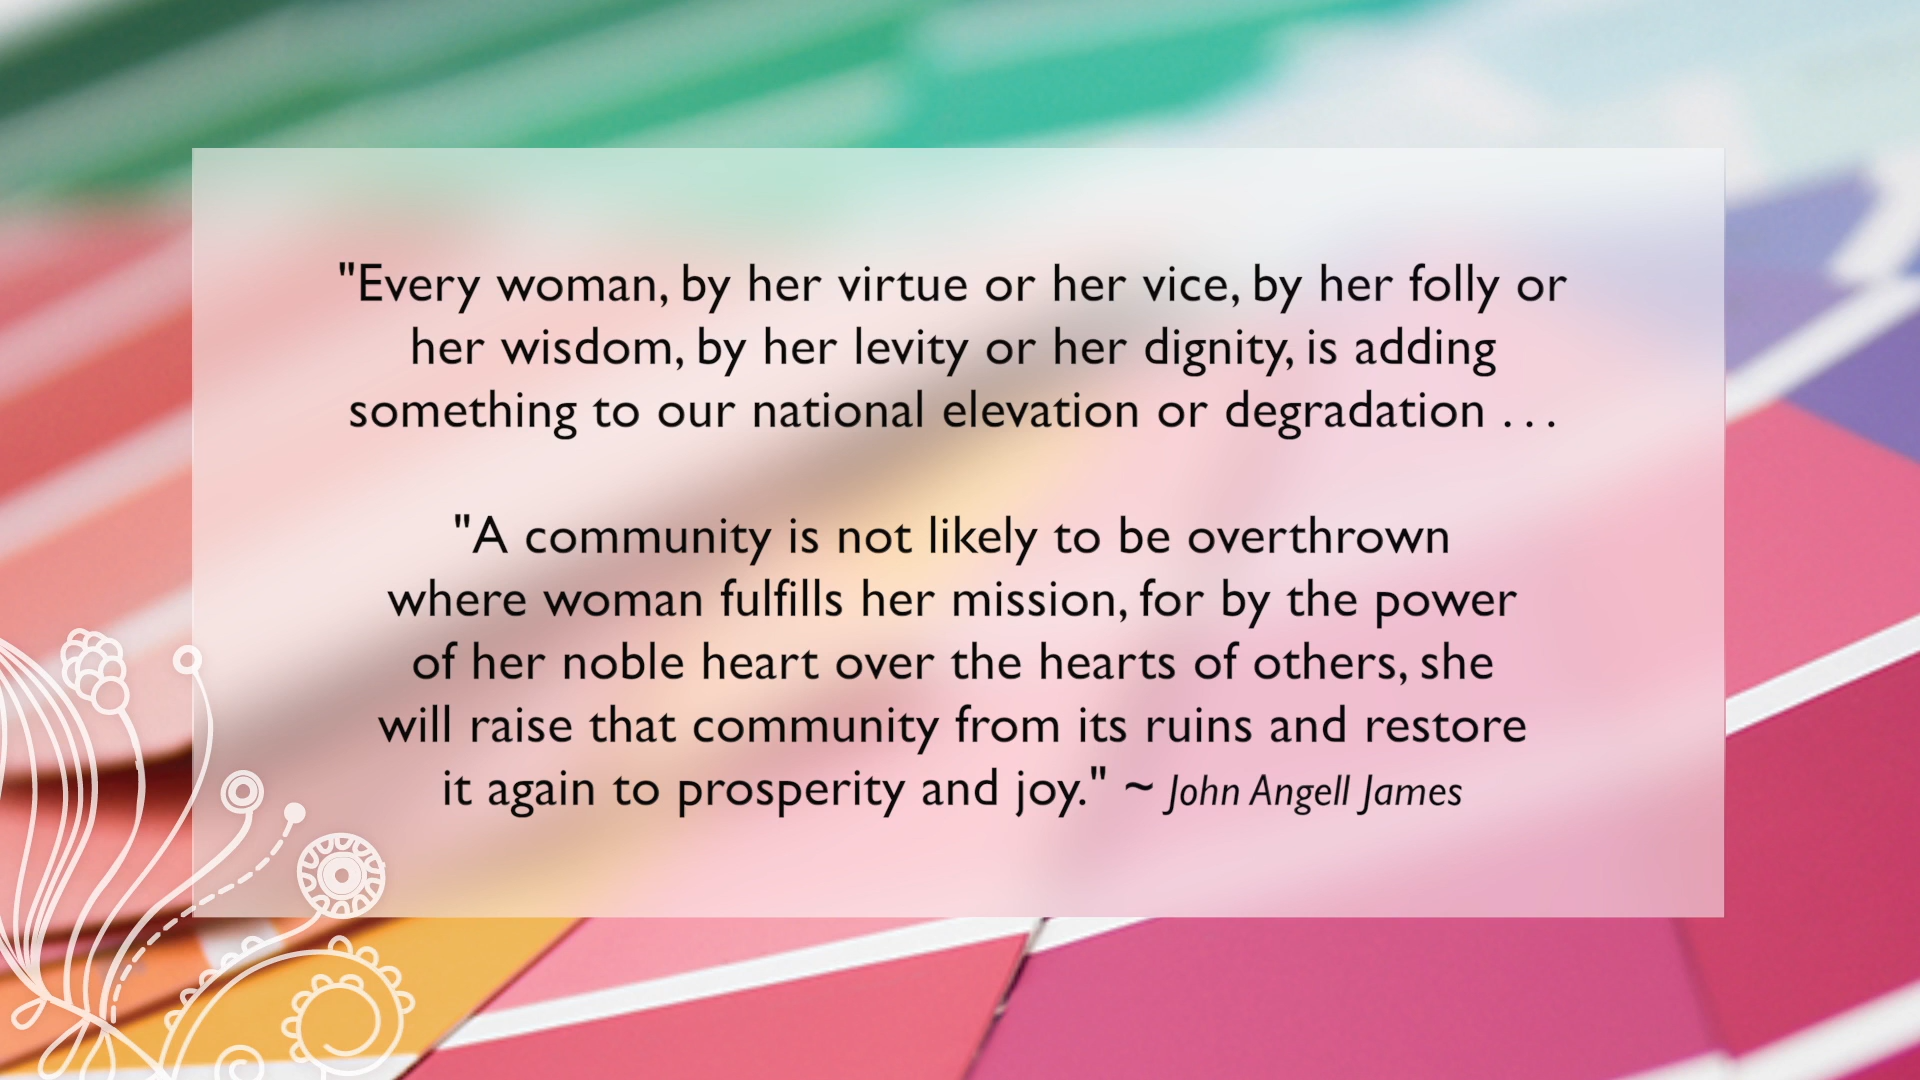 "Every woman, by her virtue or her vice, by her folly or
her wisdom, by her levity or her dignity, is adding
something to our national elevation or degradation . . .
"A community is not likely to be overthrown
where woman fulfills her mission, for by the power
of her noble heart over the hearts of others, she
will raise that community from its ruins and restore
it again to prosperity and joy." ~ John Angell James